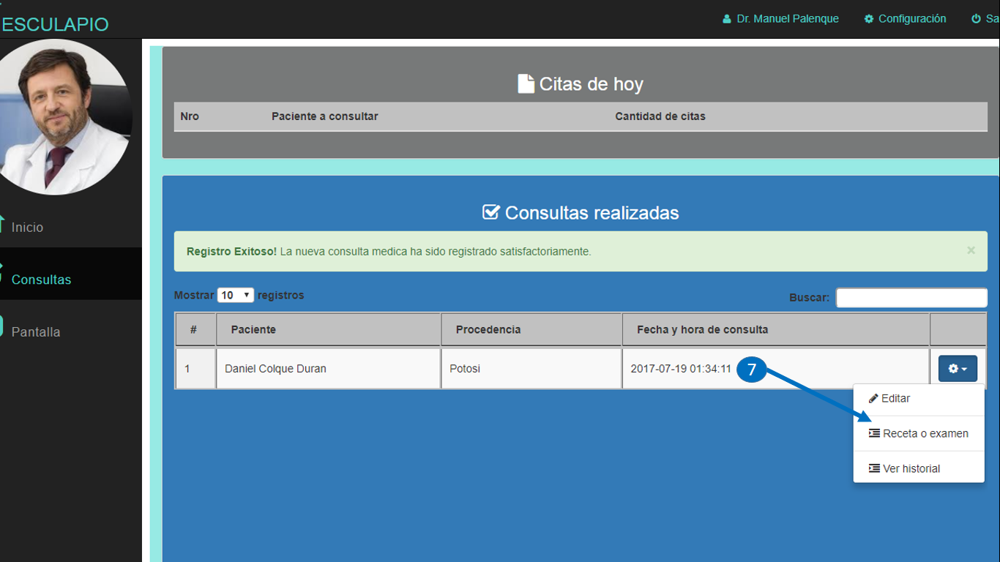 ESCULAPIO
Dr. Manuel Palenque Configuración Sa
Citas de hoy
Nro Paciente a consultar Cantidad de citas
Inicio
Consultas
Pantalla
Consultas realizadas
Registro Exitoso! La nueva consulta medica ha sido registrado satisfactoriamente. ×
Mostrar 10 registros
Buscar:
# Paciente Procedencia Fecha y hora de consulta
1 Daniel Colque Duran Potosi 2017-07-19 01:34:11 7
Editar
Receta o examen
Ver historial